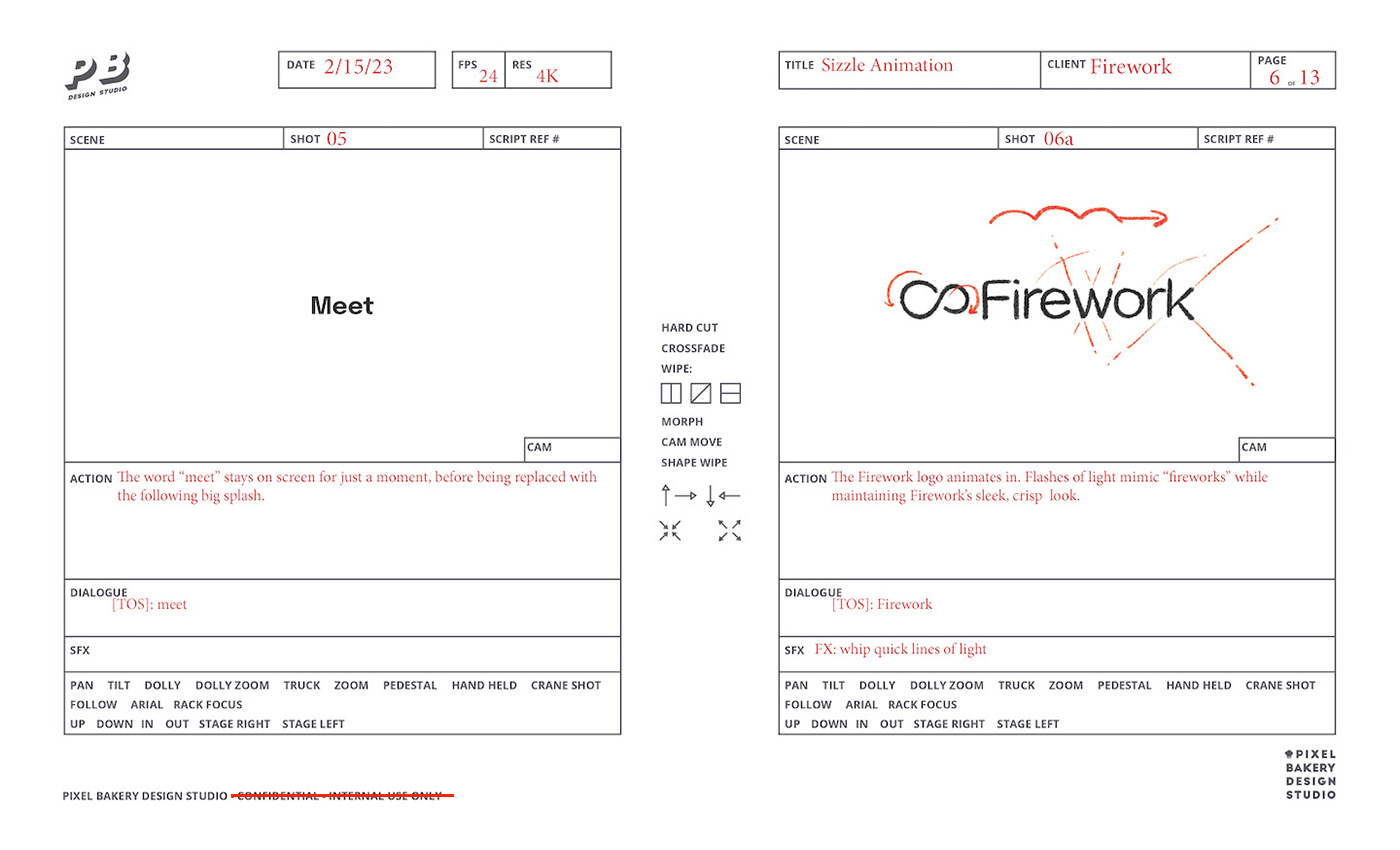 PB
DESIGN STUDIO
DATE 2/15/23
FPS 24
RES 4K
TITLE Sizzle Animation
CLIENT Firework
PAGE 6 OF 13
SCENE
SHOT 05
SCRIPT REF #
Meet
CAM
ACTION The word “meet” stays on screen for just a moment, before being replaced with
the following big splash.
DIALOGUE
[TOS]: meet
SFX
PAN TILT DOLLY DOLLY ZOOM TRUCK ZOOM PEDESTAL HAND HELD CRANE SHOT
FOLLOW ARIAL RACK FOCUS
UP DOWN IN OUT STAGE RIGHT STAGE LEFT
HARD CUT
CROSSFADE
WIPE:
MORPH
CAM MOVE
SHAPE WIPE
SCENE
SHOT 06a
SCRIPT REF #
Firework
CAM
ACTION The Firework logo animates in. Flashes of light mimic “fireworks” while
maintaining Firework’s sleek, crisp look.
DIALOGUE
[TOS]: Firework
SFX FX: whip quick lines of light
PAN TILT DOLLY DOLLY ZOOM TRUCK ZOOM PEDESTAL HAND HELD CRANE SHOT
FOLLOW ARIAL RACK FOCUS
UP DOWN IN OUT STAGE RIGHT STAGE LEFT
PIXEL BAKERY DESIGN STUDIO CONFIDENTIAL - INTERNAL USE ONLY
PIXEL
BAKERY
DESIGN
STUDIO